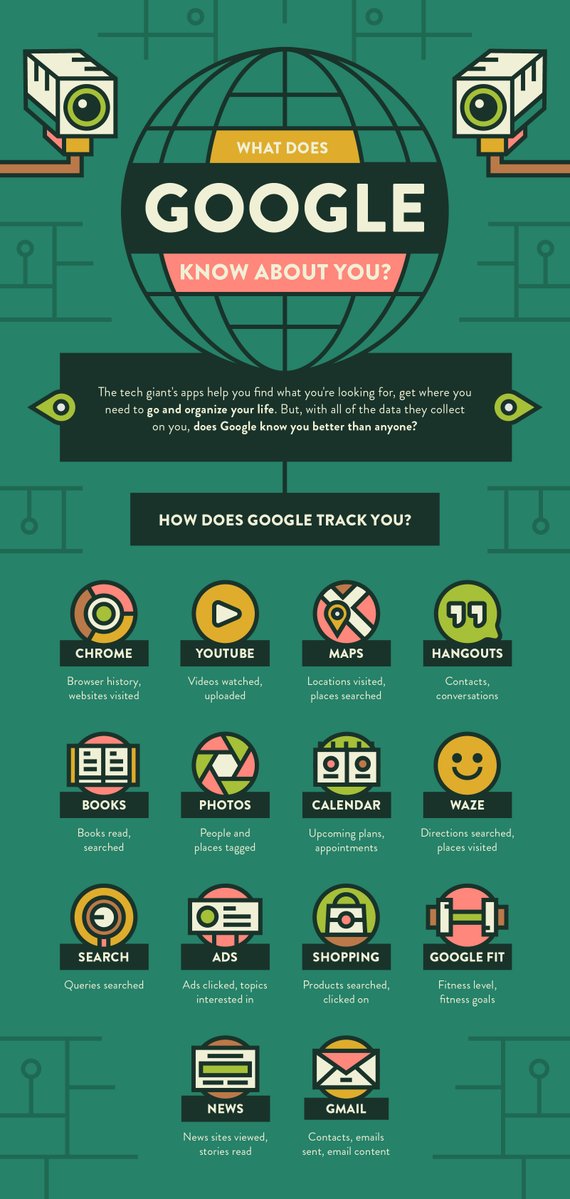 WHAT DOES
GOOGLE
KNOW ABOUT YOU?
The tech giant's apps help you find what you're looking for, get where you
need to go and organize your life. But, with all of the data they collect
on you, does Google know you better than anyone?
HOW DOES GOOGLE TRACK YOU?
CHROME
Browser history,
websites visited
YOUTUBE
Videos watched,
uploaded
MAPS
Locations visited,
places searched
HANGOUTS
Contacts,
conversations
BOOKS
Books read,
searched
PHOTOS
People and
places tagged
CALENDAR
Upcoming plans,
appointments
WAZE
Directions searched,
places visited
SEARCH
Queries searched
ADS
Ads clicked, topics
interested in
SHOPPING
Products searched,
clicked on
GOOGLE FIT
Fitness level,
fitness goals
NEWS
News sites viewed,
stories read
GMAIL
Contacts, emails
sent, email content